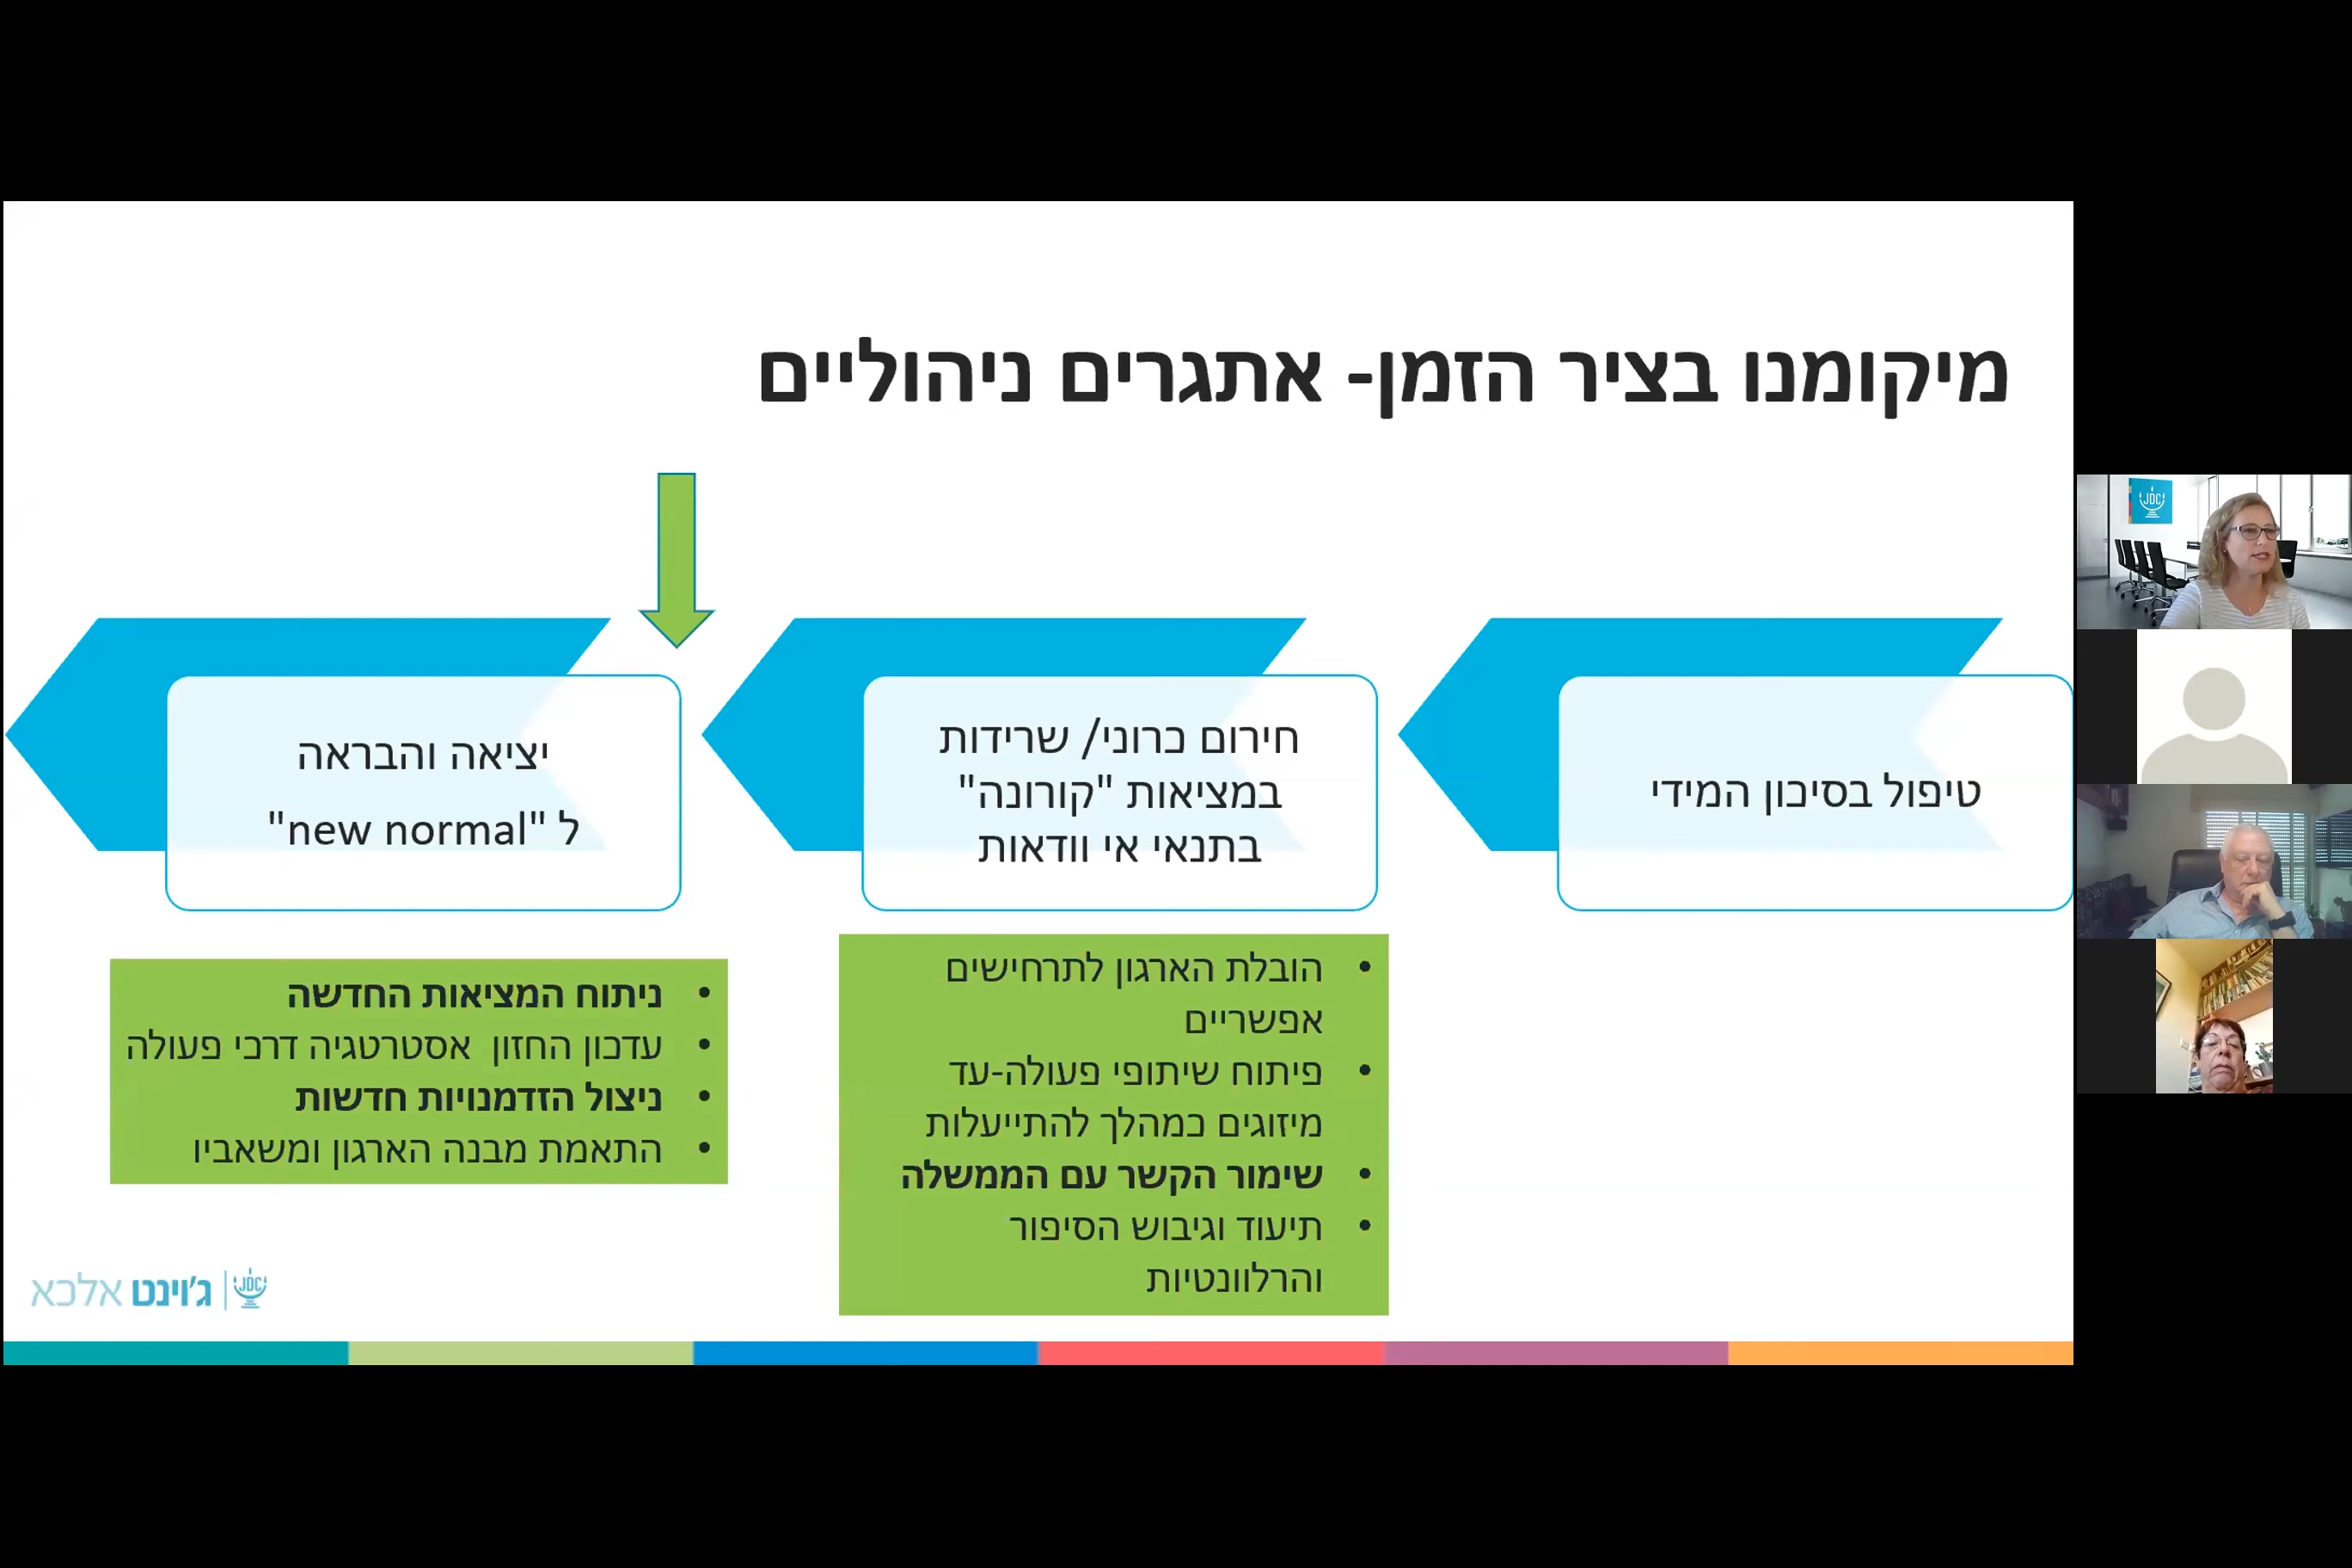 מיקומנו בציר הזמן- אתגרים ניהוליים
טיפול בסיכון המידי
חירום כרוני/ שרידות
במציאות "קורונה"
בתנאי אי וודאות
יציאה והבראה
ל "new normal"
• הובלת הארגון לתרחישים
אפשריים
• פיתוח שיתופי פעולה-עד
מיזוגים כמהלך להתייעלות
• שימור הקשר עם הממשלה
• תיעוד וגיבוש הסיפור
והרלוונטיות
• ניתוח המציאות החדשה
• עדכון החזון אסטרטגיה דרכי פעולה
• ניצול הזדמנויות חדשות
• התאמת מבנה הארגון ומשאביו
JDC
ג'וינט אלכא
JDC